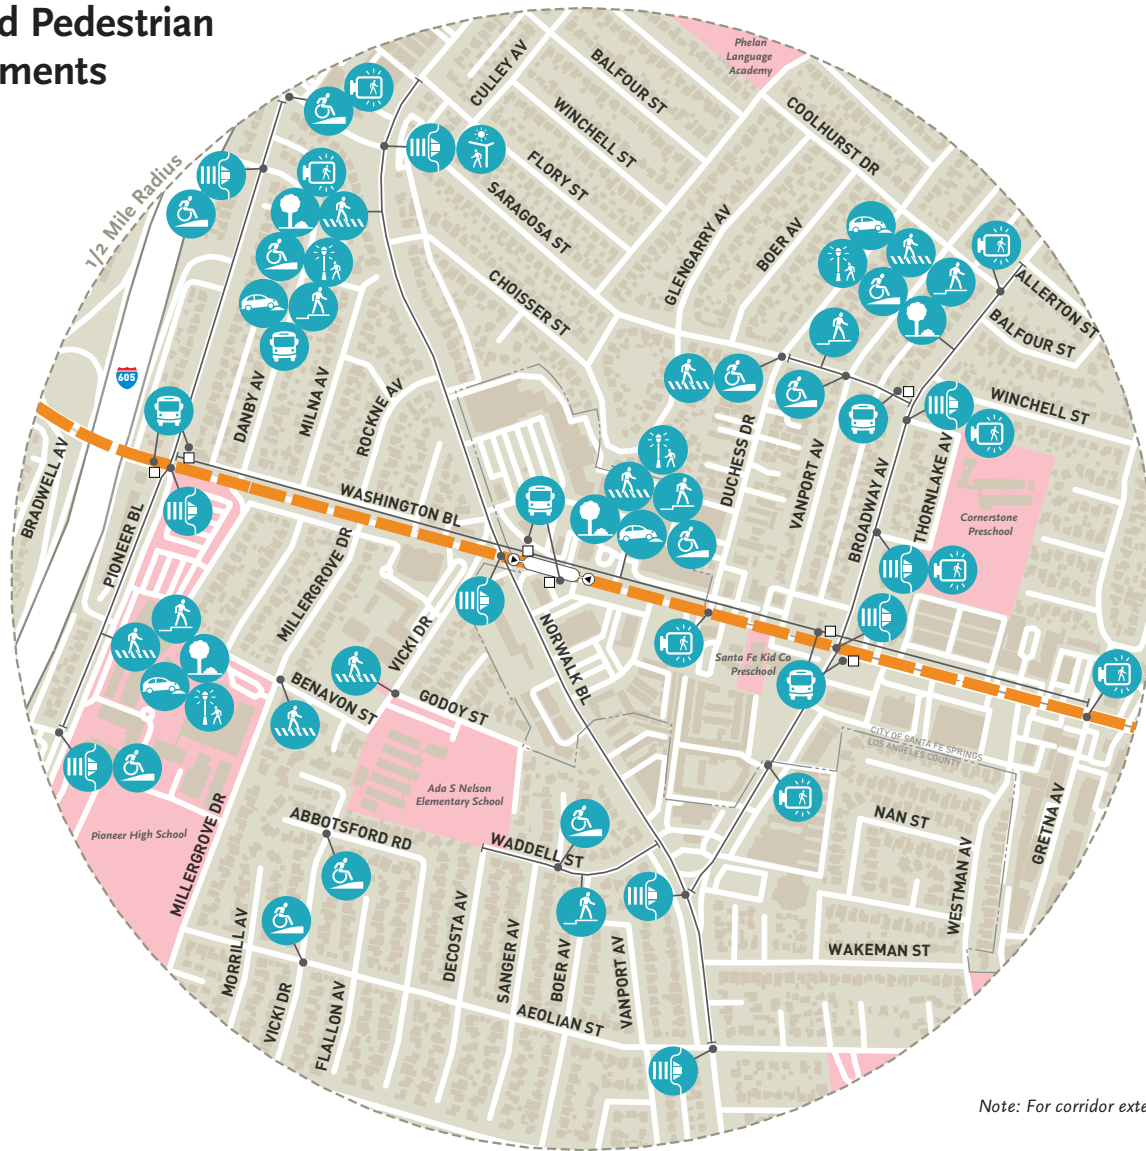 d Pedestrian
ments
Phelan
Language
Academy
CULLEY AV
BALFOUR ST
WINCHELL ST
COOLHURST DR
FLORY ST
SARAGOSA ST
1/2 Mile Radius
GLENGARRY AV
BOER AV
CHOISSER ST
ALLERTON ST
BALFOUR ST
605
WINCHELL ST
DANBY AV
MILNA AV
ROCKNE AV
BRADWELL AV
DUCHESS DR
VANPORT AV
BROADWAY AV
THORNLAKE AV
WASHINGTON BL
Cornerstone
Preschool
PIONEER BL
MILLERGROVE DR
VICKI DR
NORWALK BL
Santa Fe Kid Co
Preschool
BENAVON ST
GODOY ST
CITY OF SANTA FE SPRINGS
LOS ANGELES COUNTY
Ada S Nelson
Elementary School
Pioneer High School
MILLERGROVE DR
ABBOTSFORD RD
WADDELL ST
NAN ST
GRETNA AV
WESTMAN AV
MORRILL AV
VICKI DR
FLALLON AV
DECOSTA AV
SANGER AV
BOER AV
VANPORT AV
WAKEMAN ST
AEOLIAN ST
Note: For corridor exte